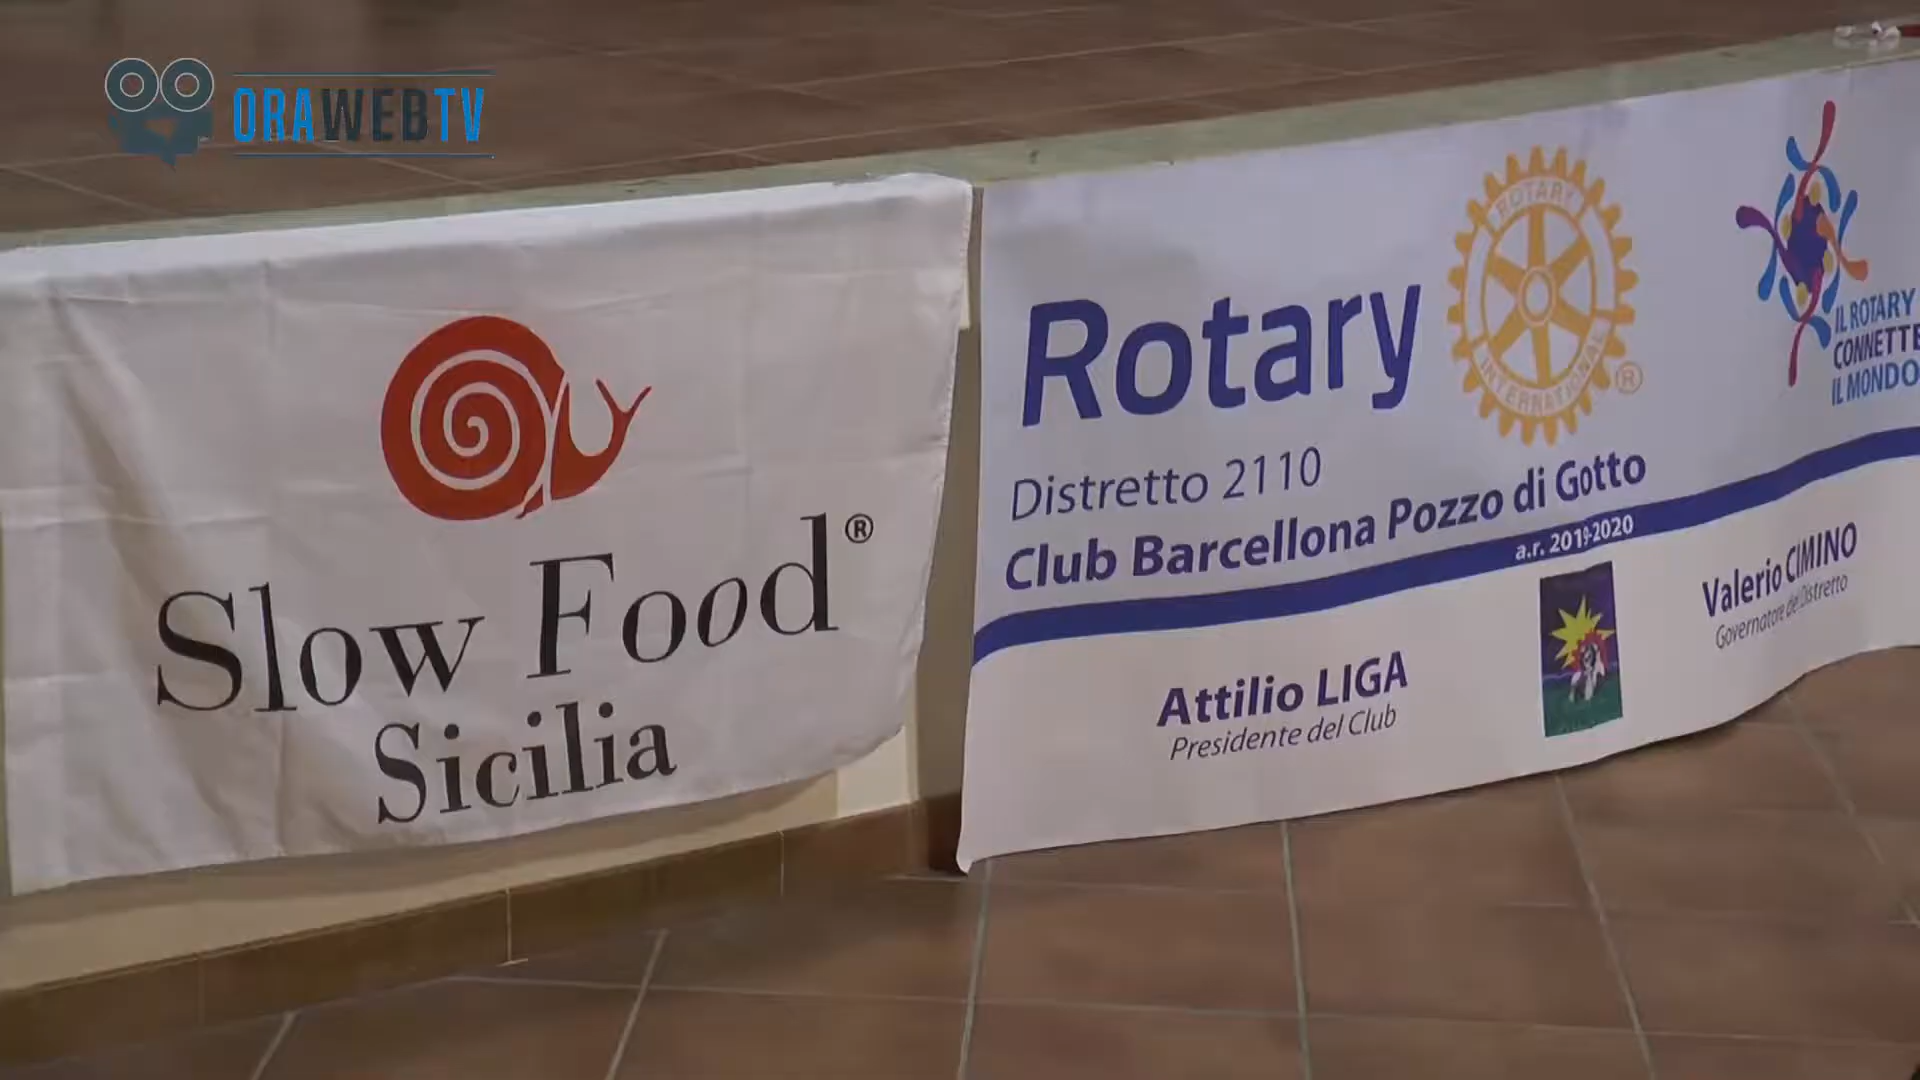 ORAWEBTV
Slow Food®
Sicilia
Rotary
ROTARY
INTERNATIONAL
®
IL ROTARY
CONNETTE
IL MONDO
Distretto 2110
Club Barcellona Pozzo di Gotto
a.r. 2019-2020
Attilio LIGA
Presidente del Club
Valerio CIMINO
Governatore del Distretto